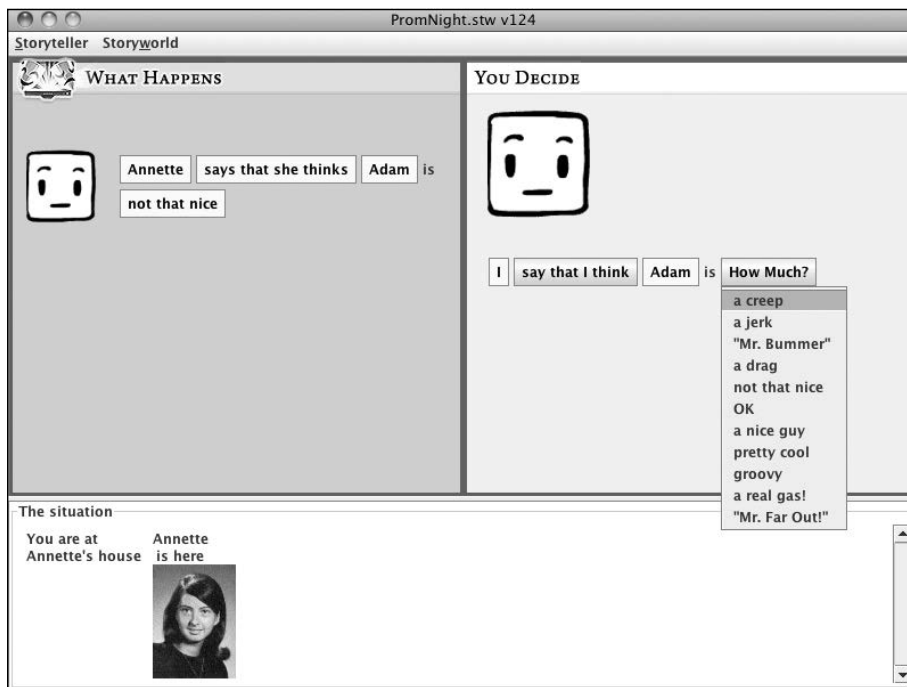 PromNight.stw v124
Storyteller Storyworld
WHAT HAPPENS
Annette says that she thinks Adam is
not that nice
YOU DECIDE
I say that I think Adam is How Much?
a creep
a jerk
"Mr. Bummer"
a drag
not that nice
OK
a nice guy
pretty cool
groovy
a real gas!
"Mr. Far Out!"
The situation
You are at
Annette's house
Annette
is here